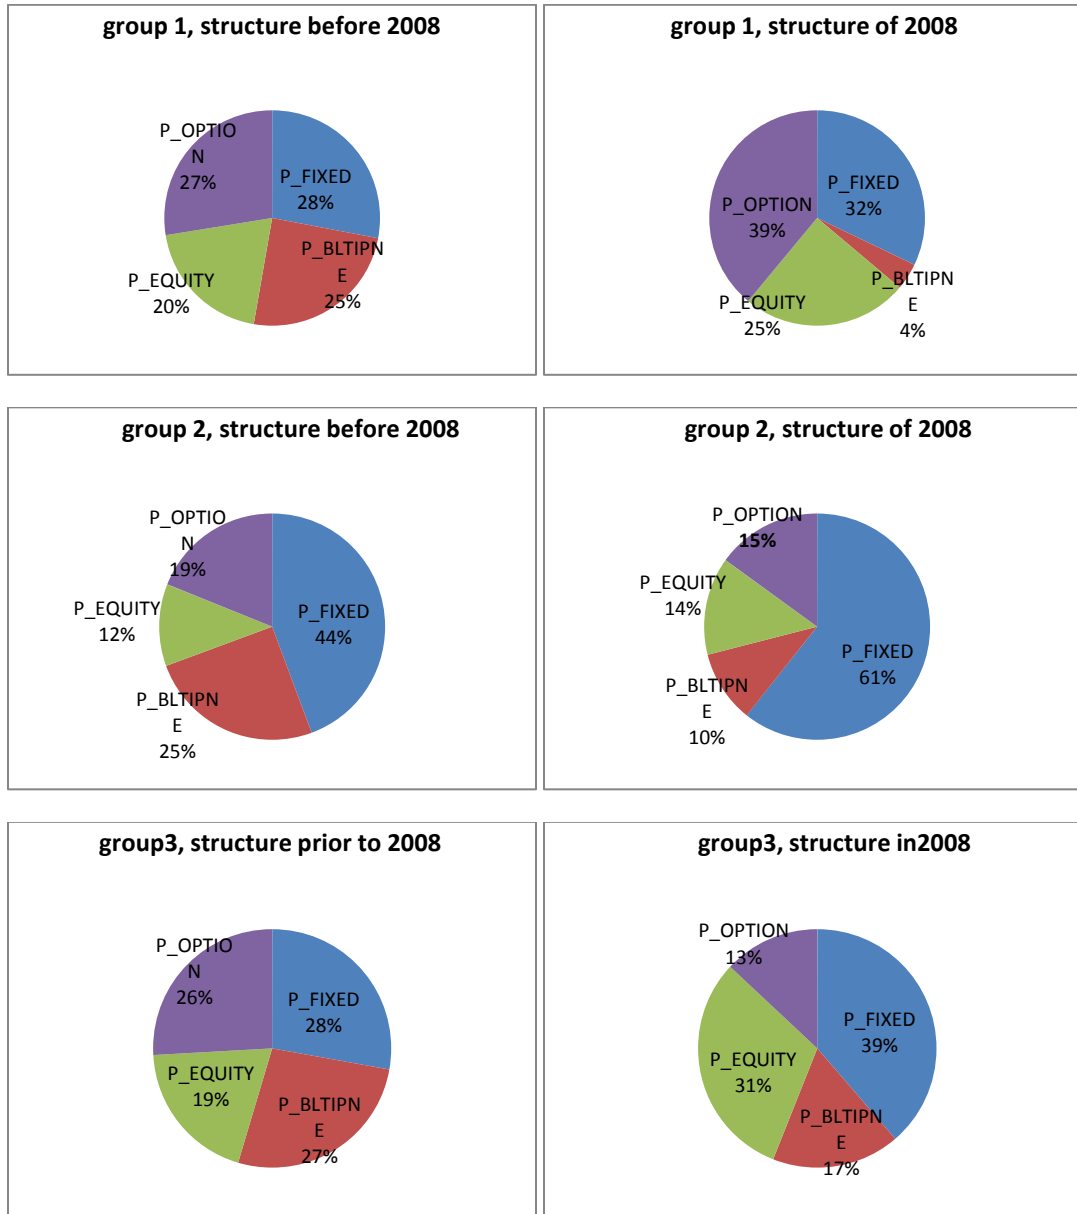 group 1, structure before 2008
P_OPTIO
N
27%
P_FIXED
28%
P_BLTIPN
E
25%
P_EQUITY
20%
group 1, structure of 2008
P_OPTION
39%
P_FIXED
32%
P_BLTIPN
E
4%
P_EQUITY
25%
group 2, structure before 2008
P_OPTIO
N
19%
P_EQUITY
12%
P_FIXED
44%
P_BLTIPN
E
25%
group 2, structure of 2008
P_OPTION
15%
P_EQUITY
14%
P_FIXED
61%
P_BLTIPN
E
10%
group3, structure prior to 2008
P_OPTIO
N
26%
P_FIXED
28%
P_EQUITY
19%
P_BLTIPN
E
27%
group3, structure in2008
P_OPTION
13%
P_FIXED
39%
P_EQUITY
31%
P_BLTIPN
E
17%